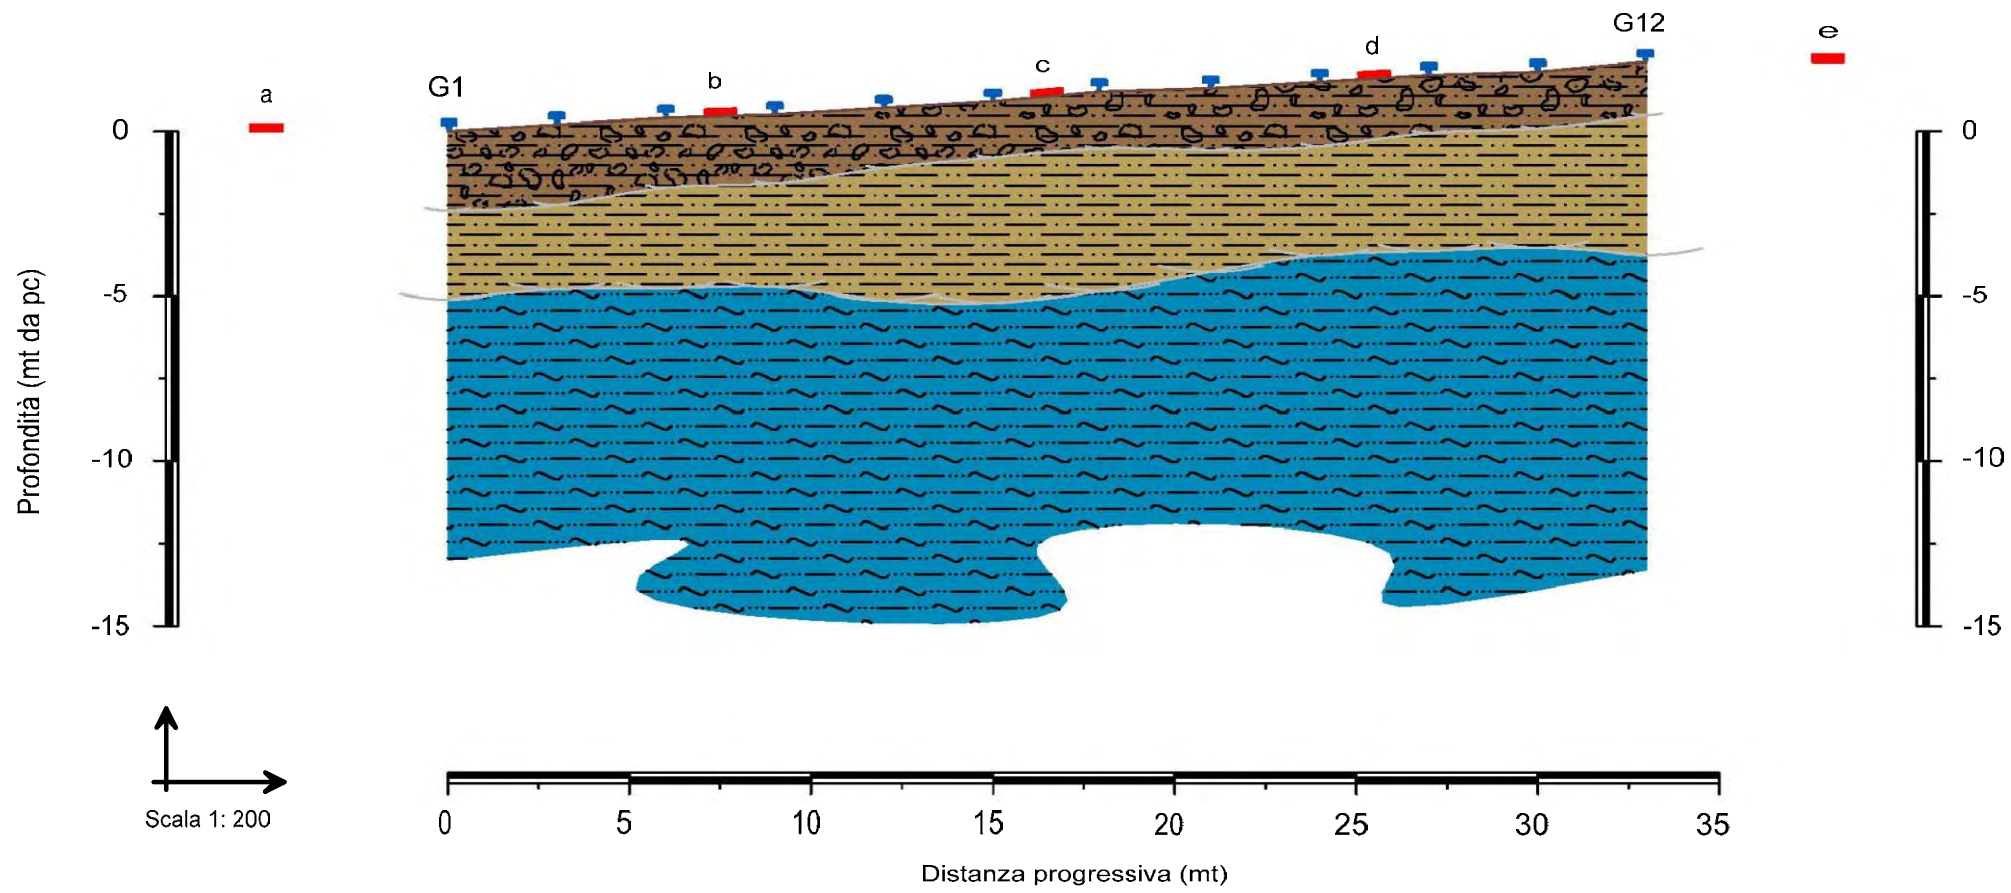 G12
e
d
c
b
a
G1
0
0
-5
-5
-10
-10
-15
-15
Profondità (mt da pc)
Scala 1: 200
0 5 10 15 20 25 30 35
Distanza progressiva (mt)